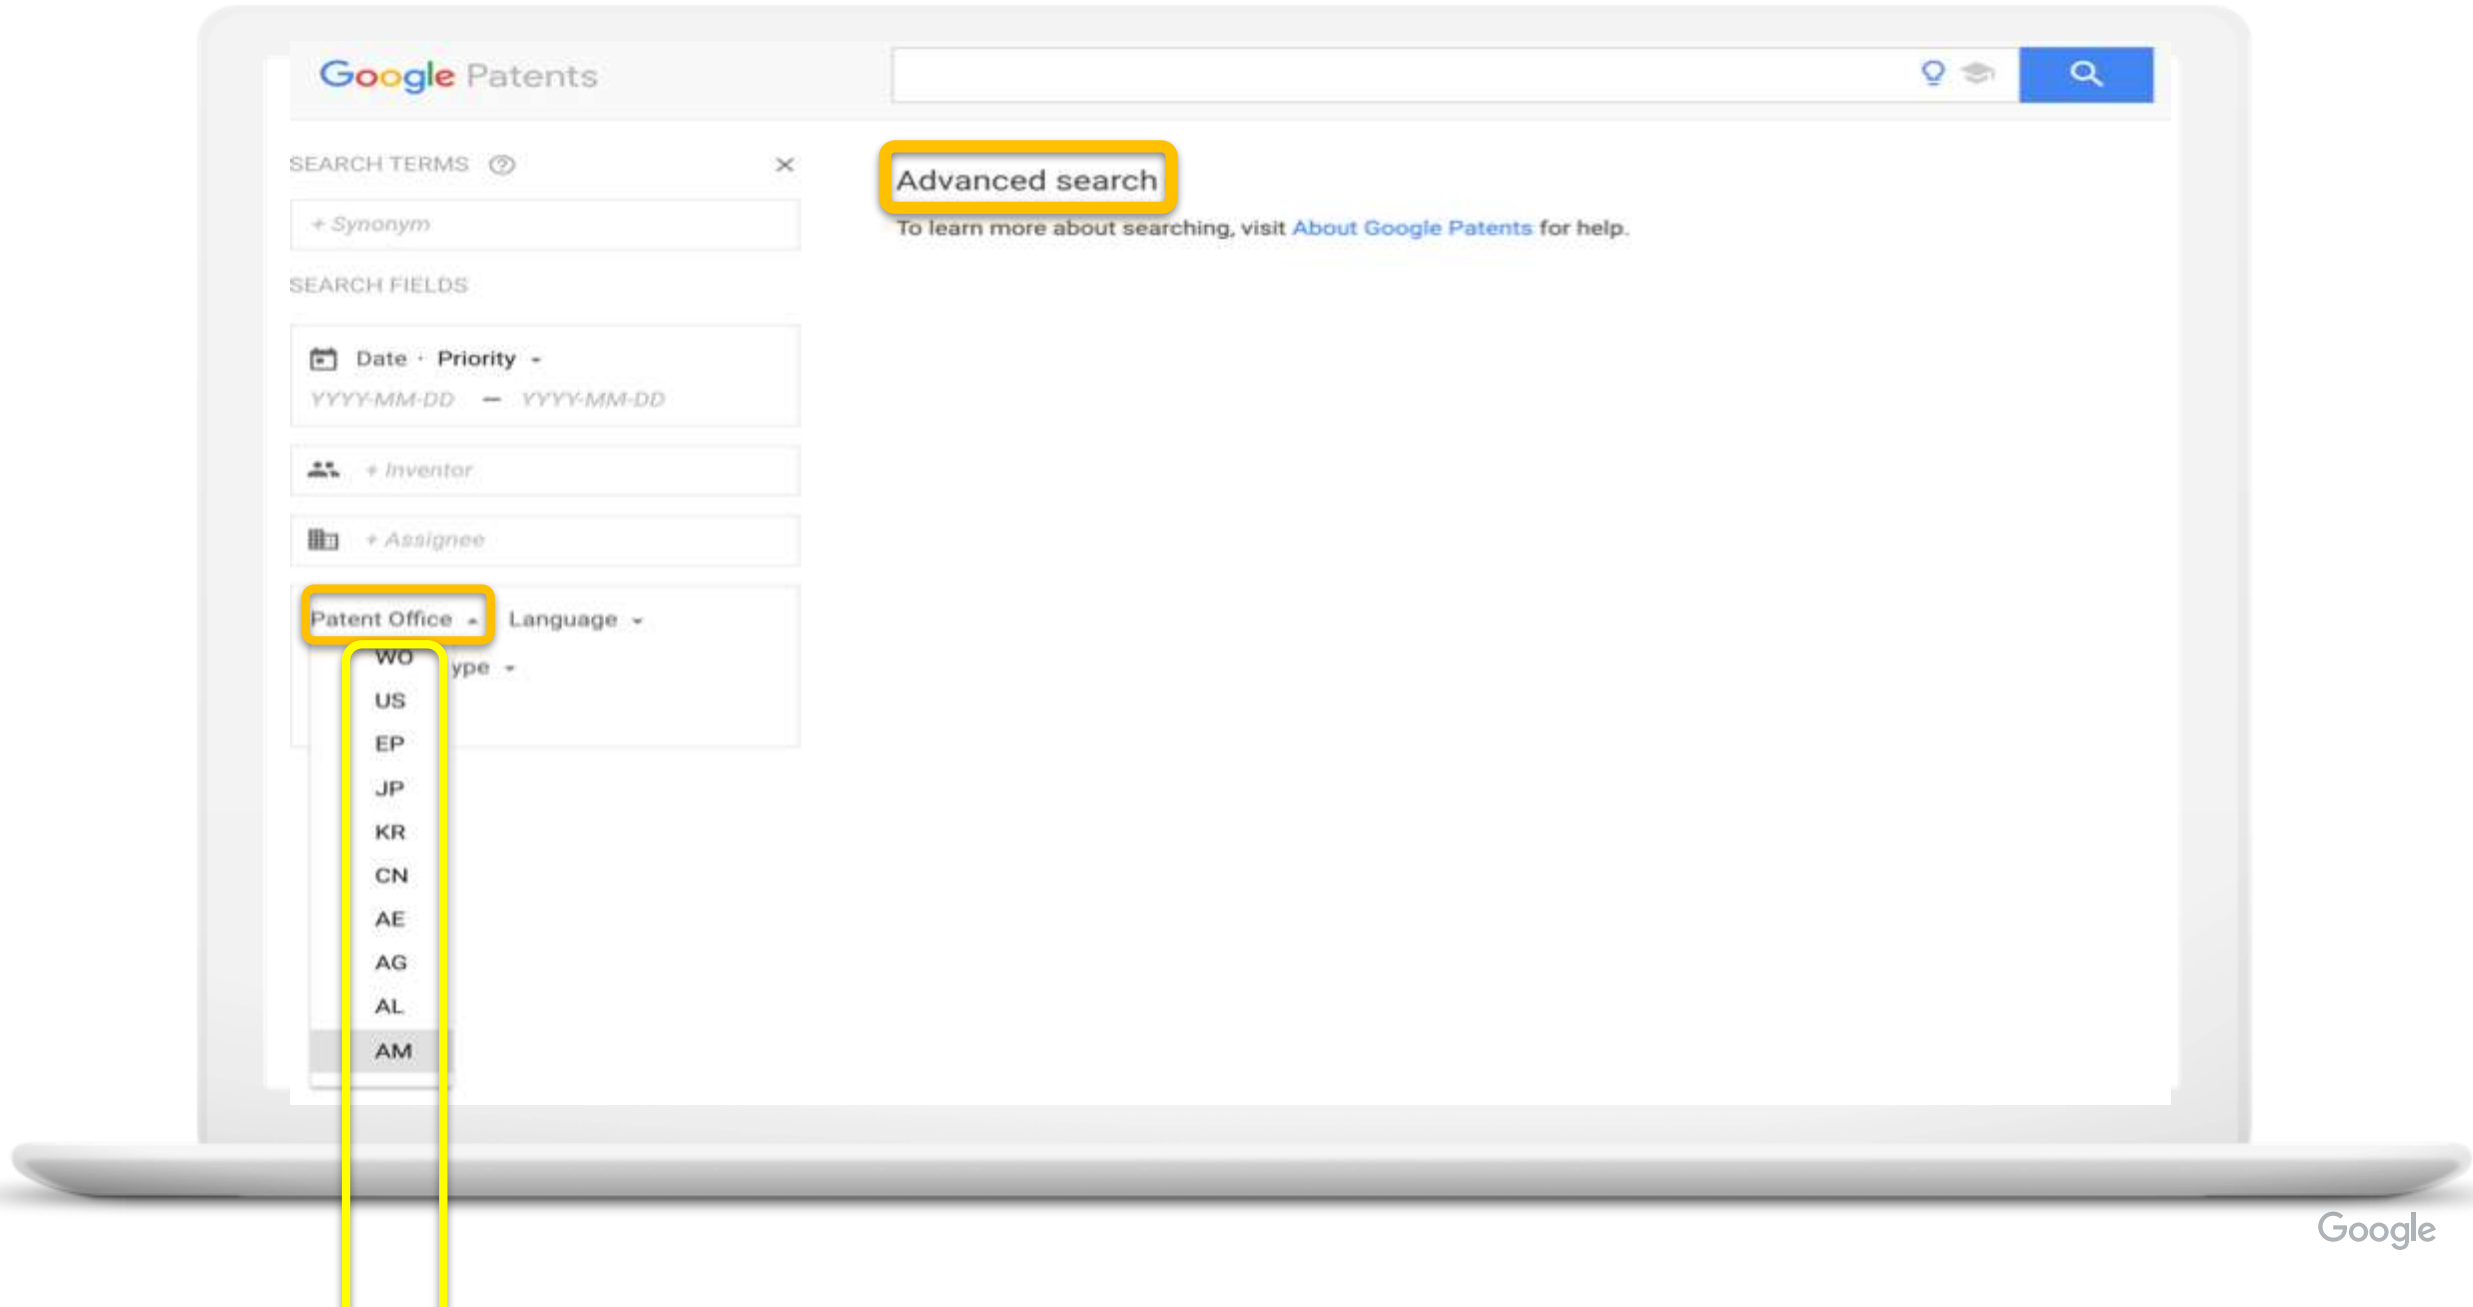 Google Patents
SEARCH TERMS
+ Synonym
SEARCH FIELDS
Date · Priority
YYYY-MM-DD — YYYY-MM-DD
+ Inventor
+ Assignee
Patent Office Language
ype
WO
US
EP
JP
KR
CN
AE
AG
AL
AM
Advanced search
To learn more about searching, visit About Google Patents for help.
Google